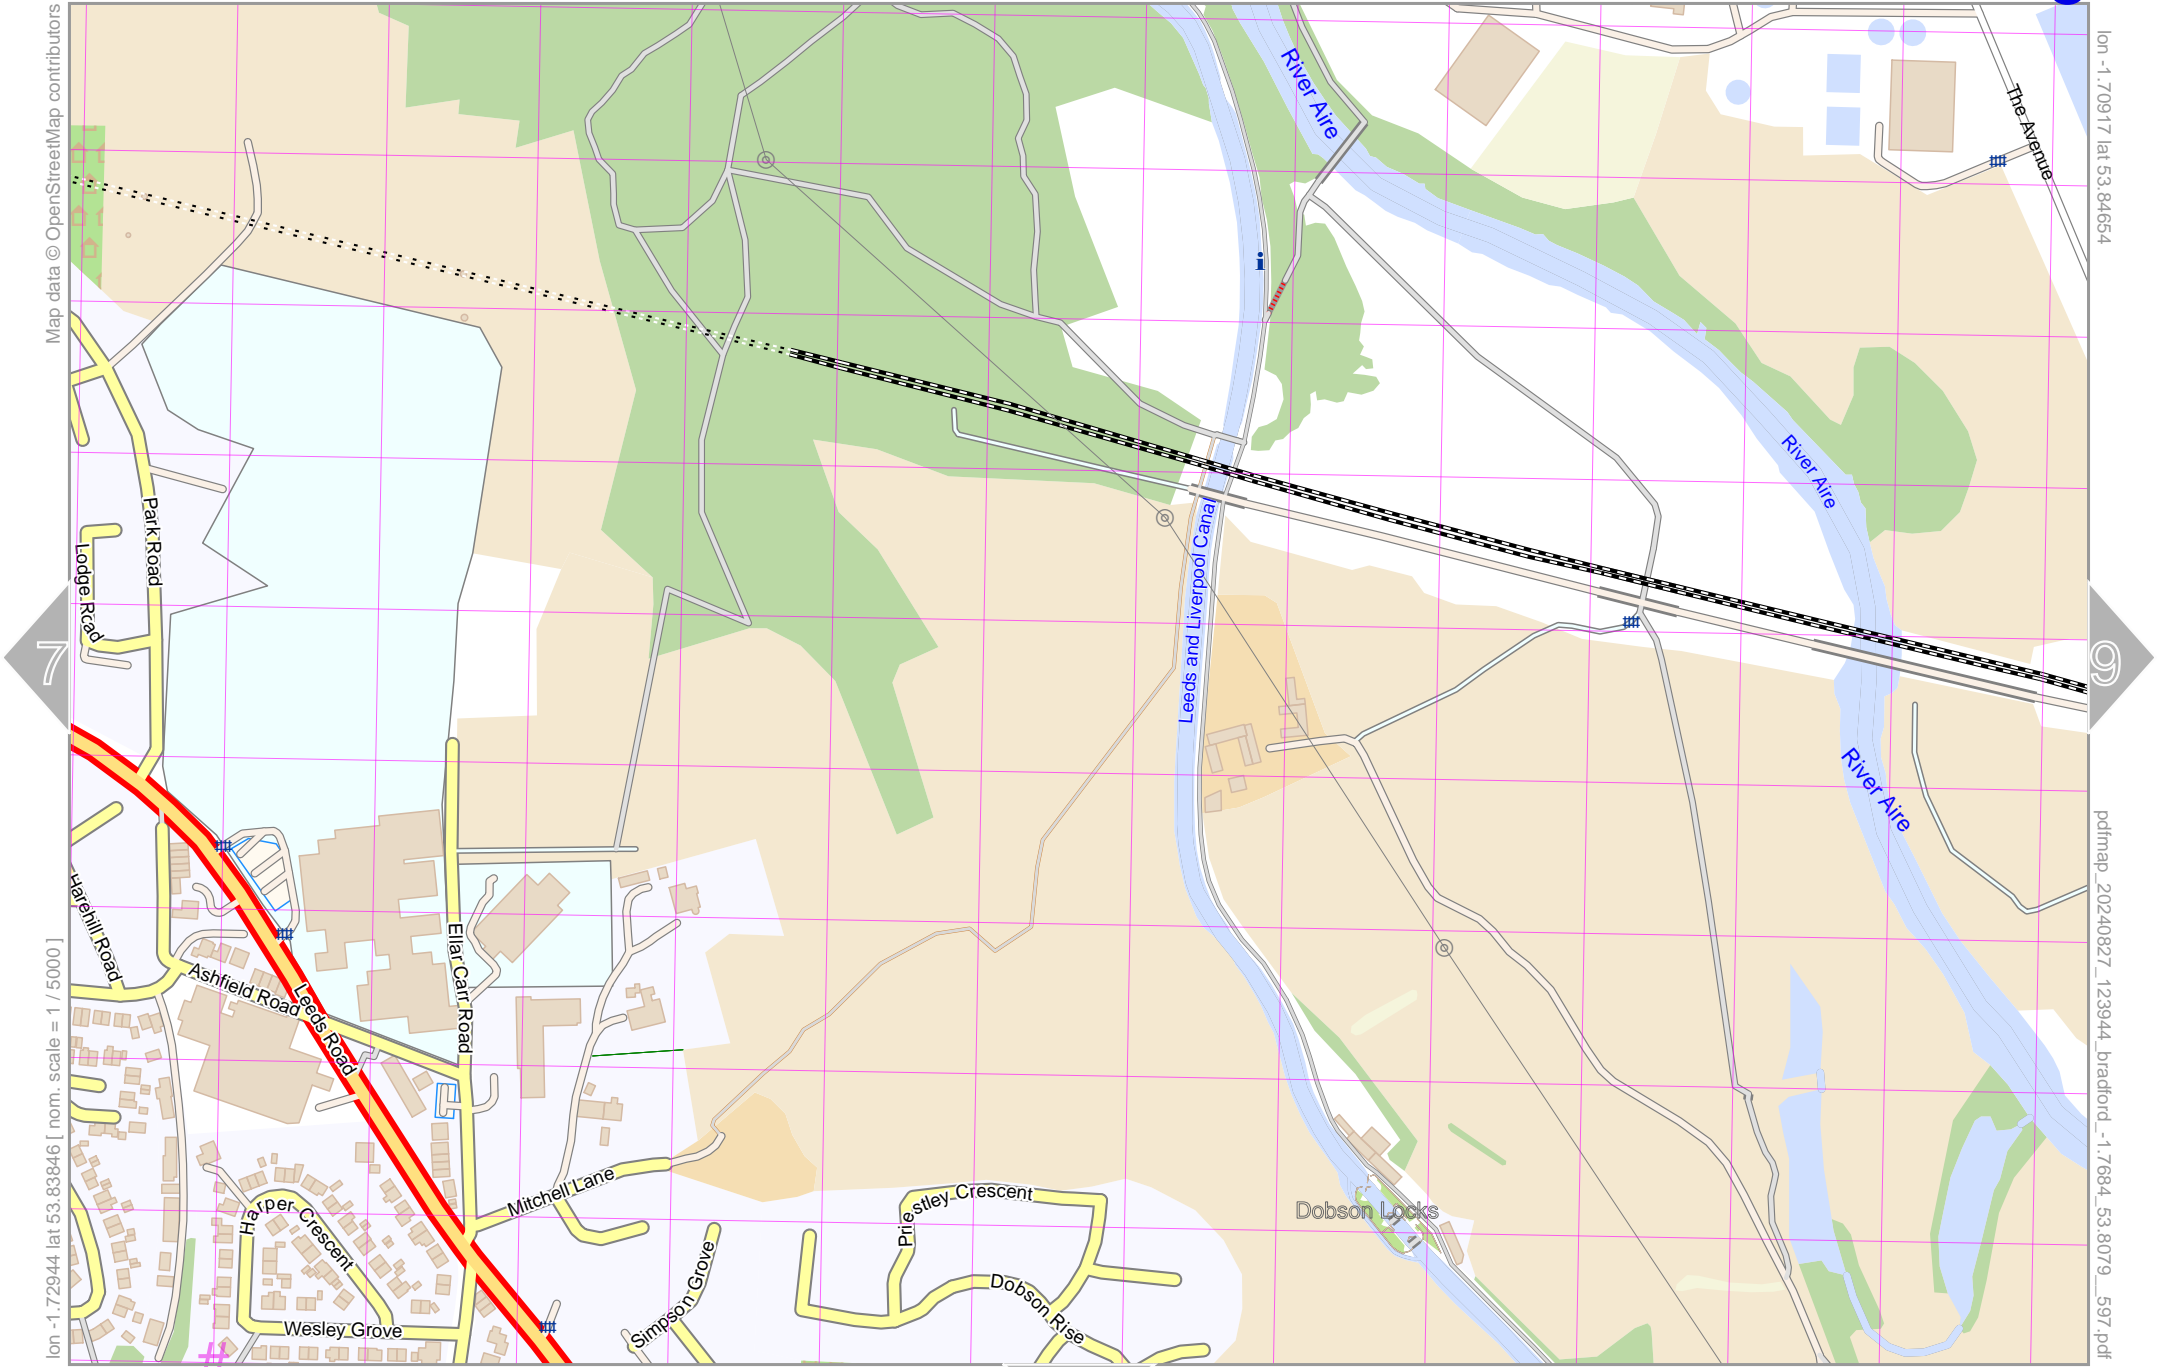 Map data © OpenStreetMap contributors
lon -1.72944 lat 53.83846 [ nom. scale = 1 / 5000 ]
lon -1.70917 lat 53.84654
pdfmap_20240827_123944_bradford_-1.7684_53.8079__597.pdf
River Aire
The Avenue
i
River Aire
Park Road
Lodge Road
Leeds and Liverpool Canal
7
9
River Aire
Harehill Road
Ashfield Road
Leeds Road
Ellar Carr Road
Mitchell Lane
Harper Crescent
Priestley Crescent
Dobson Locks
Simpson Grove
Dobson Rise
Wesley Grove
#